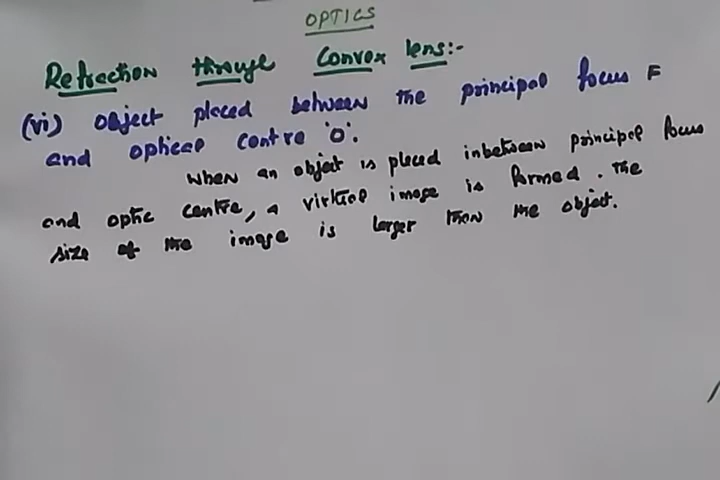 OPTICS
Refraction through Convex lens:-
(vi) object placed between the principal focus F
and optical centre 'O'.
When an object is placed inbetween principal focus
and optic centre, a virtual image is formed. The
size of the image is larger than the object.